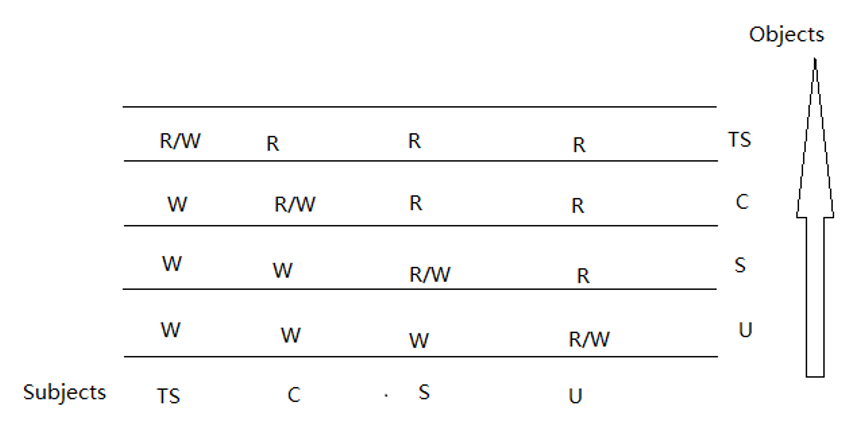 Objects
R/W R R R TS
W R/W R R C
W W R/W R S
W W W R/W U
Subjects TS C . S U